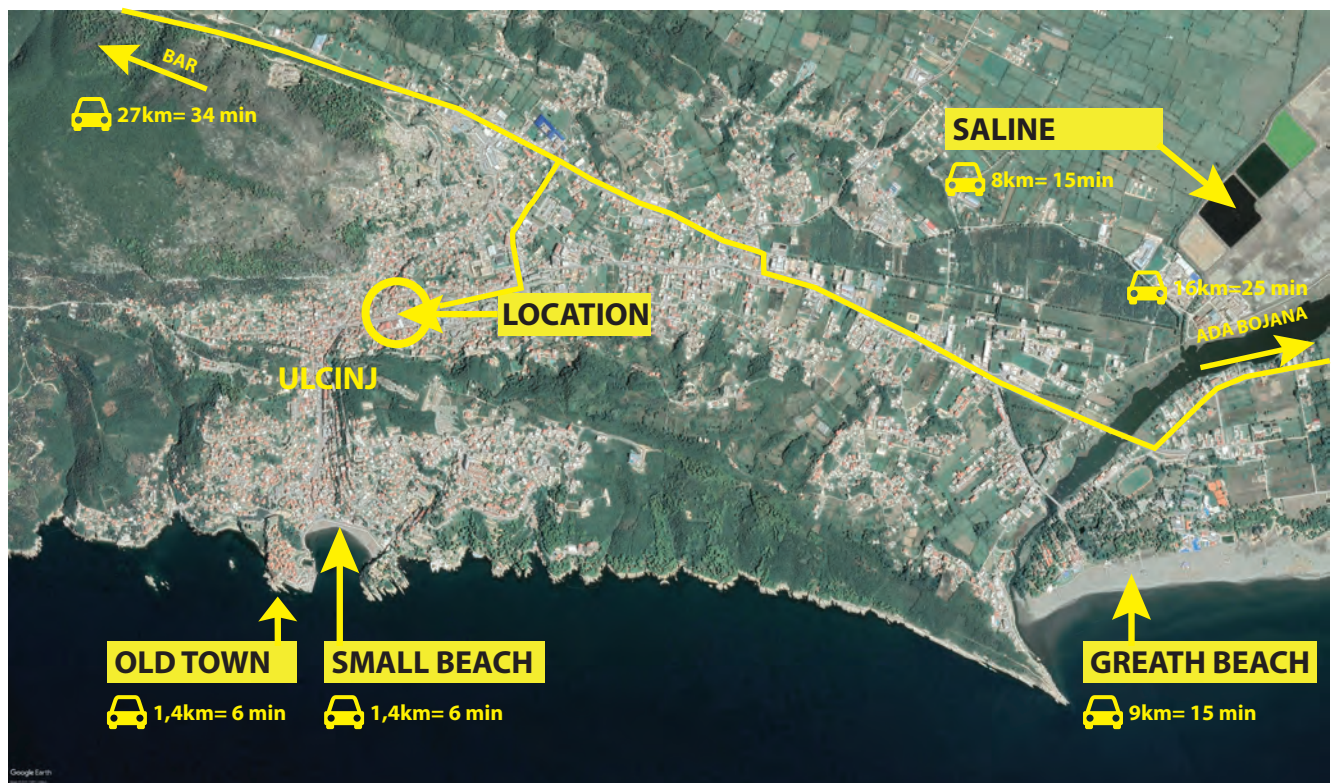 BAR
27km= 34 min
SALINE
8km= 15min
16km=25 min
ADA BOJANA
LOCATION
ULCINJ
OLD TOWN
1,4km= 6 min
SMALL BEACH
1,4km= 6 min
GREATH BEACH
9km= 15 min
Google Earth